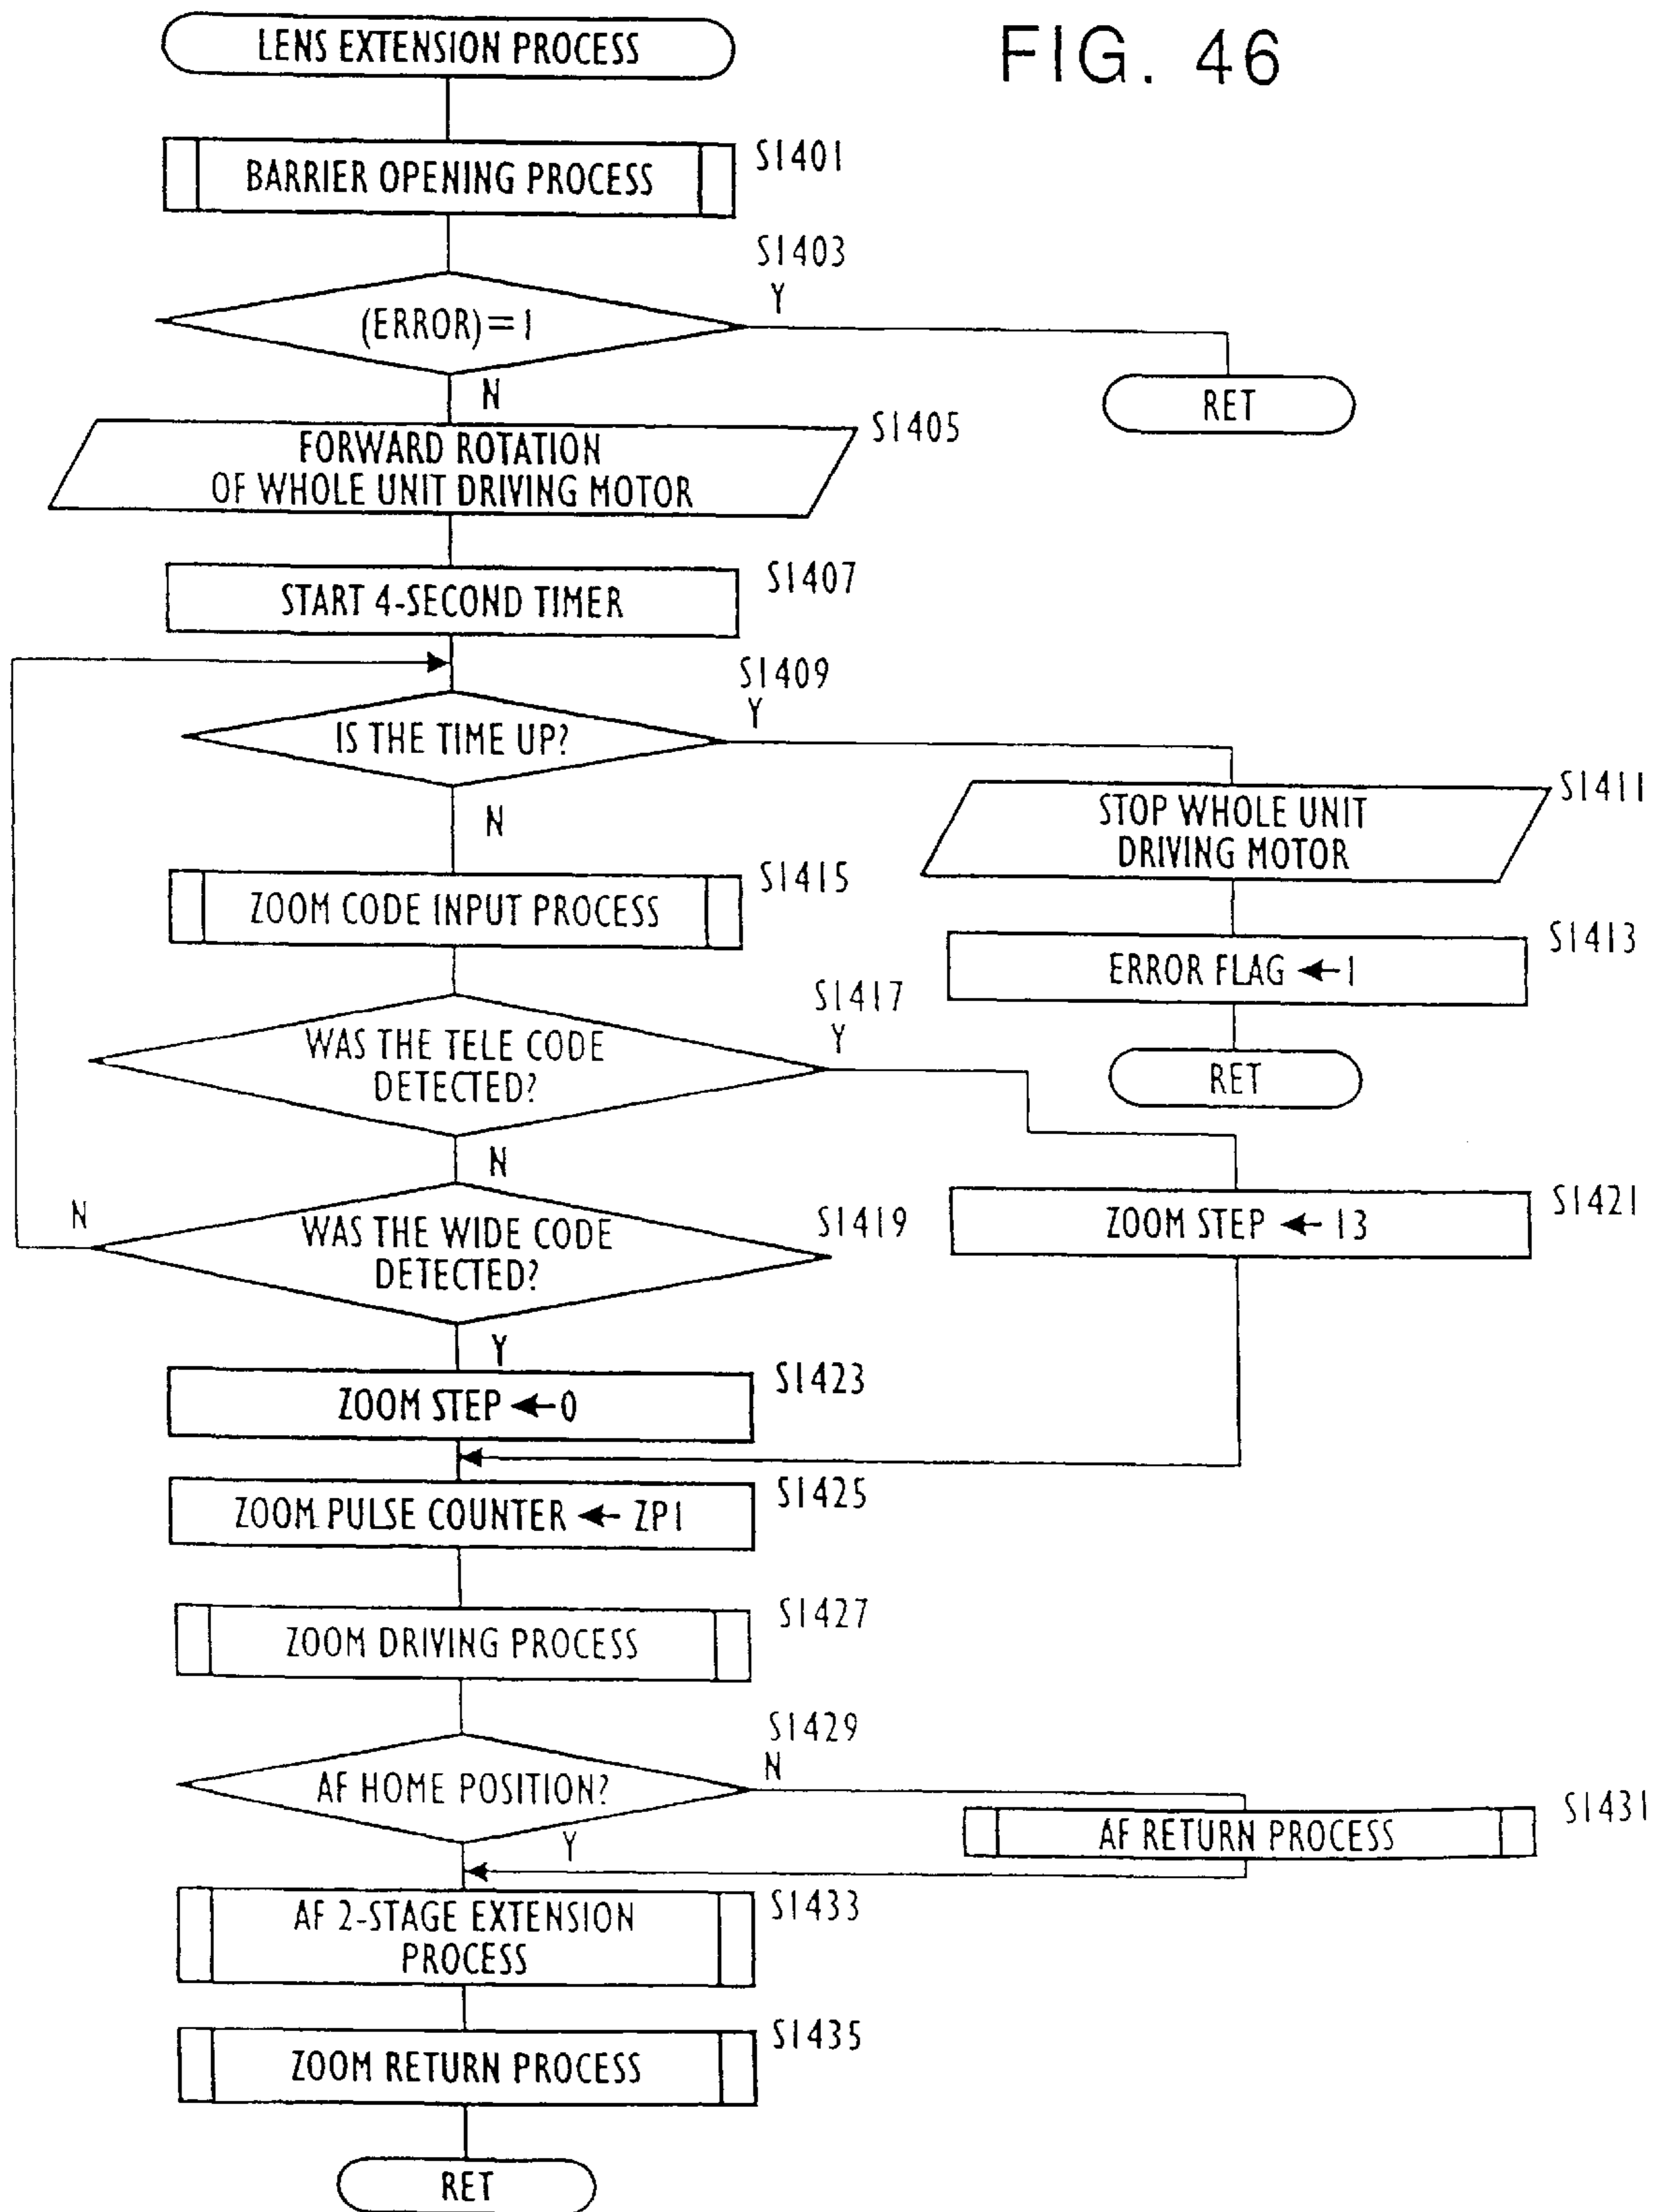 FIG. 46
LENS EXTENSION PROCESS
BARRIER OPENING PROCESS
S1401
S1403
(ERROR)=1
Y
N
RET
FORWARD ROTATION
OF WHOLE UNIT DRIVING MOTOR
S1405
START 4-SECOND TIMER
S1407
S1409
IS THE TIME UP?
Y
N
STOP WHOLE UNIT
DRIVING MOTOR
S1411
ZOOM CODE INPUT PROCESS
S1415
ERROR FLAG ←1
S1413
RET
S1417
WAS THE TELE CODE
DETECTED?
Y
N
ZOOM STEP ← 13
S1421
N
WAS THE WIDE CODE
DETECTED?
S1419
Y
ZOOM STEP ←0
S1423
ZOOM PULSE COUNTER ← ZP1
S1425
ZOOM DRIVING PROCESS
S1427
S1429
AF HOME POSITION?
N
Y
AF RETURN PROCESS
S1431
AF 2-STAGE EXTENSION
PROCESS
S1433
ZOOM RETURN PROCESS
S1435
RET